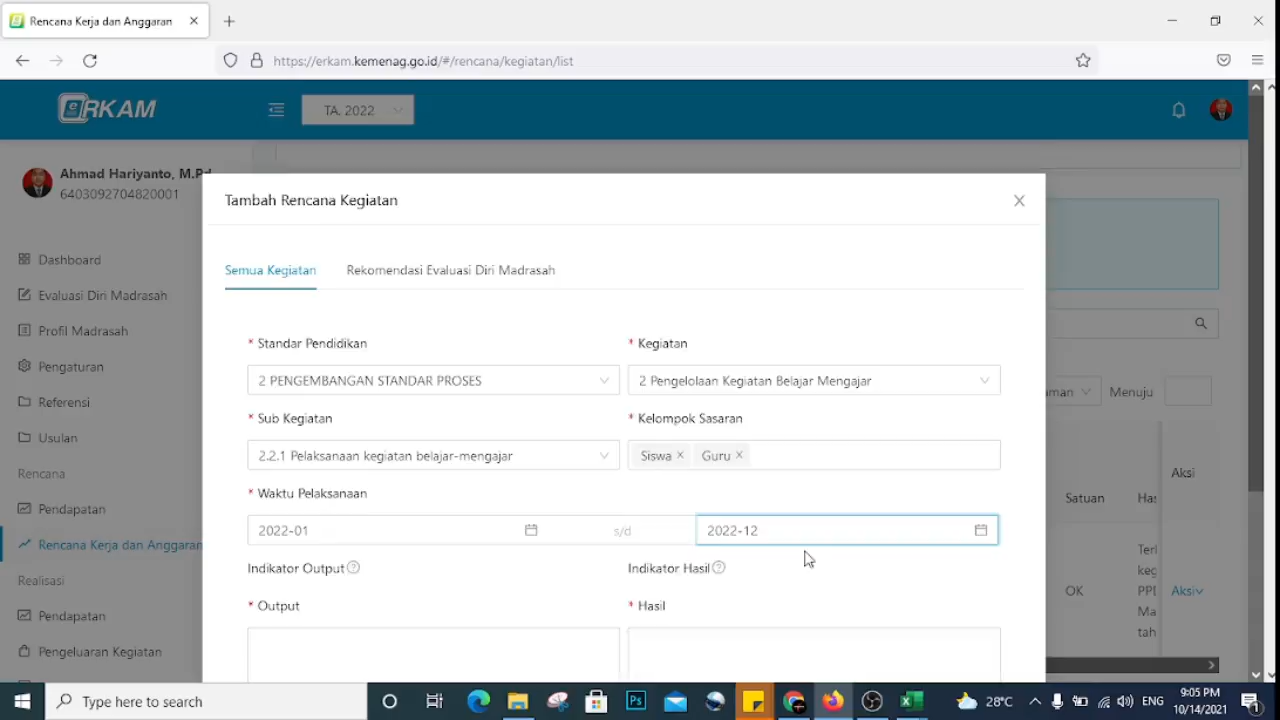 Rencana Kerja dan Anggaran
https://erkam.kemenag.go.id/#/rencana/kegiatan/list
eRKAM
TA. 2022
Ahmad Hariyanto, M.Pd
6403092704820001
Dashboard
Evaluasi Diri Madrasah
Profil Madrasah
Pengaturan
Referensi
Usulan
Rencana
Pendapatan
Rencana Kerja dan Anggaran
Realisasi
Pendapatan
Pengeluaran Kegiatan
Tambah Rencana Kegiatan
Semua Kegiatan Rekomendasi Evaluasi Diri Madrasah
* Standar Pendidikan * Kegiatan
2 PENGEMBANGAN STANDAR PROSES 2 Pengelolaan Kegiatan Belajar Mengajar
* Sub Kegiatan * Kelompok Sasaran
2.2.1 Pelaksanaan kegiatan belajar-mengajar Siswa × Guru ×
* Waktu Pelaksanaan
2022-01 s/d 2022-12
Indikator Output Indikator Hasil
* Output * Hasil
Menuju
Aksi
Satuan
OK
keg
PPD
Ma
tah
Aksi
Type here to search
28°C
ENG
9:05 PM
10/14/2021